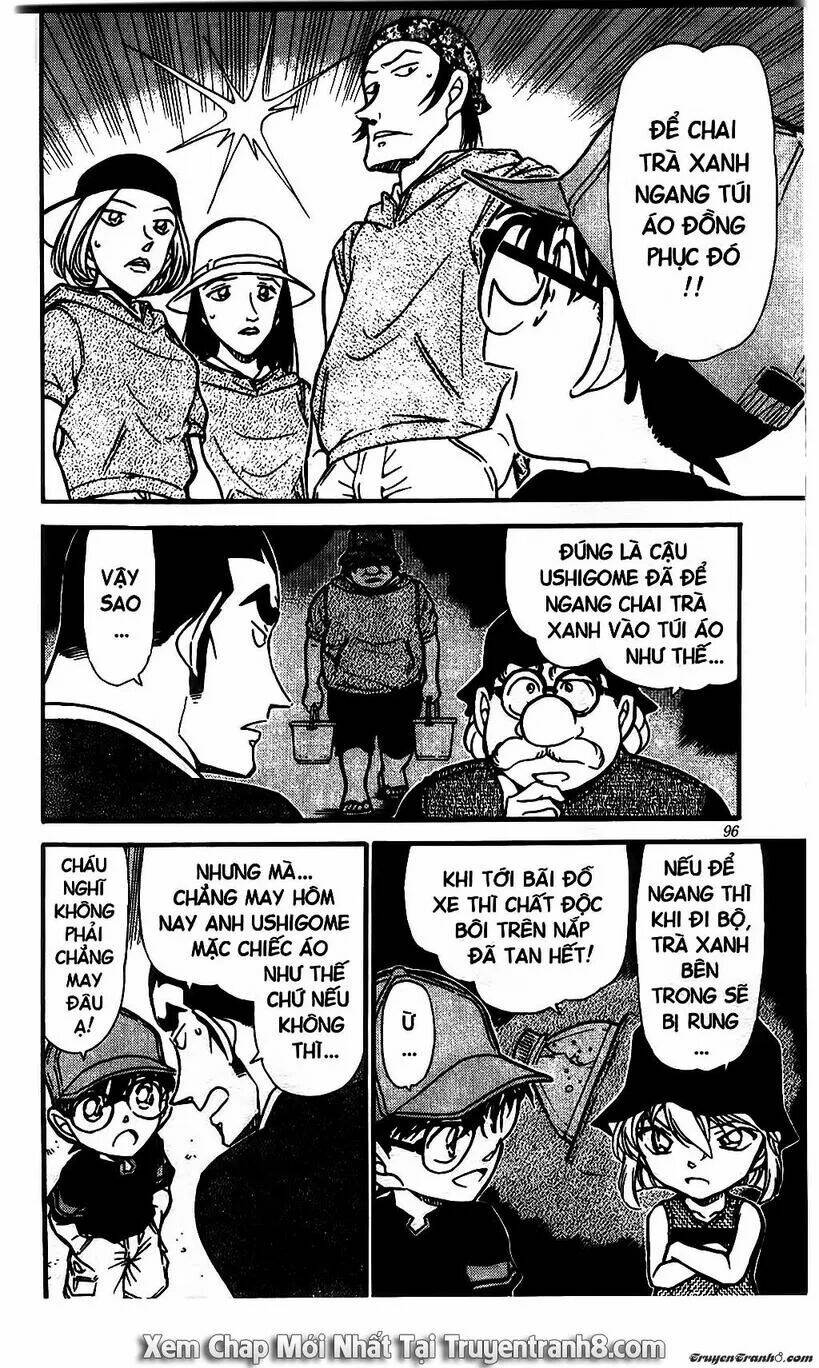 ĐỂ CHAI
TRÀ XANH
NGANG TÚI
ÁO ĐỒNG
PHỤC ĐÓ
!!
ĐÚNG LÀ CẬU
USHIGOME ĐÃ ĐỂ
NGANG CHAI TRÀ
XANH VÀO TÚI ÁO
NHƯ THẾ...
VẬY
SAO
...
96
NẾU ĐỂ
NGANG THÌ
KHI ĐI BỘ,
TRÀ XANH
BÊN
TRONG SẼ
BỊ RUNG
...
KHI TỚI BÃI ĐỖ
XE THÌ CHẤT ĐỘC
BÔI TRÊN NẮP
ĐÃ TAN HẾT!
Ừ
...
NHƯNG MÀ...
CHẲNG MAY HÔM
NAY ANH USHIGOME
MẶC CHIẾC ÁO
NHƯ THẾ
CHỨ NẾU
KHÔNG
THÌ...
CHÁU
NGHĨ
KHÔNG
PHẢI
CHẲNG
MAY
ĐÂU
Ạ!
Xem Chap Mới Nhất Tại Truyentranh8.com
TruyenTranh8.com